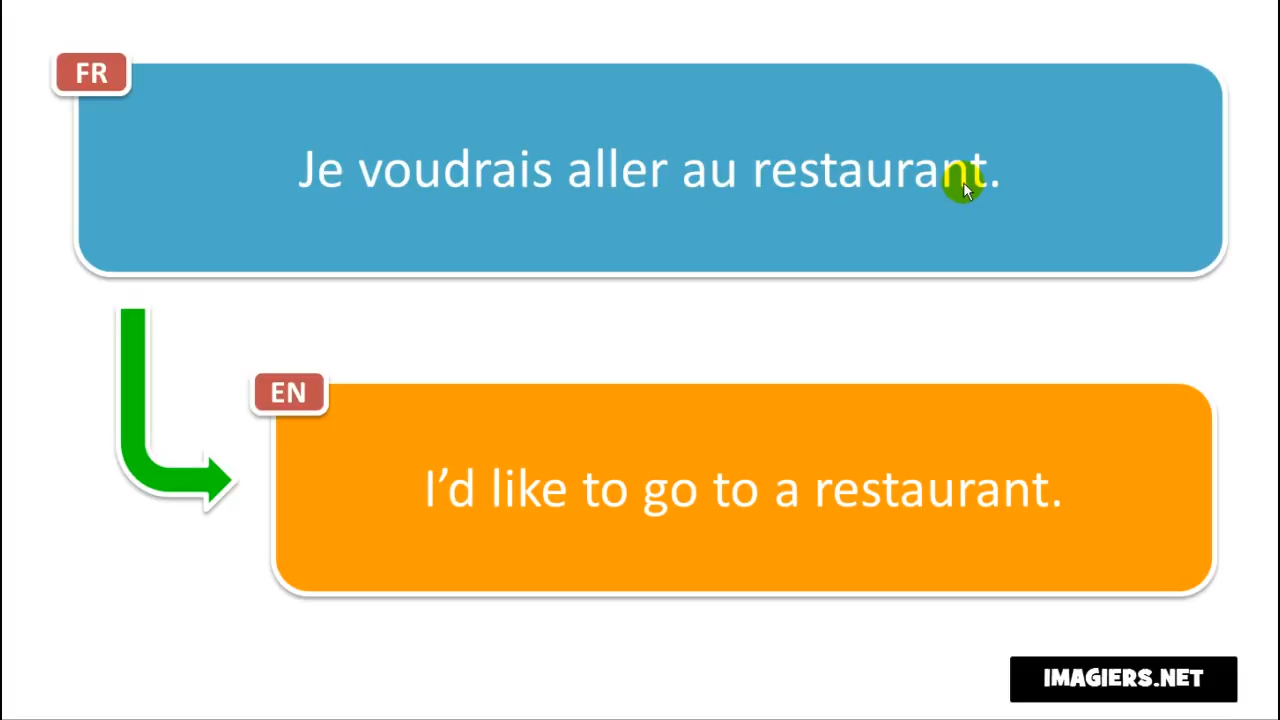 FR
Je voudrais aller au restaurant.
EN
I’d like to go to a restaurant.
IMAGIERS.NET